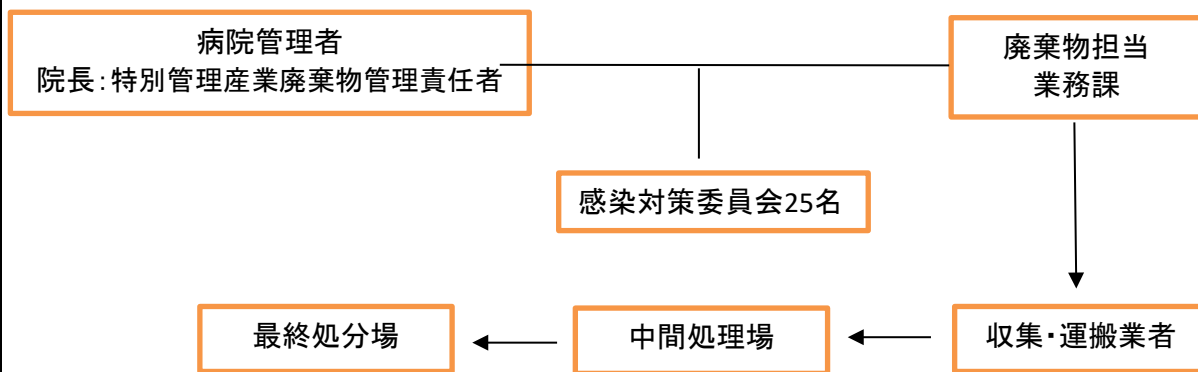 病院管理者
院長:特別管理産業廃棄物管理責任者
廃棄物担当
業務課
感染対策委員会25名
最終処分場
中間処理場
収集・運搬業者